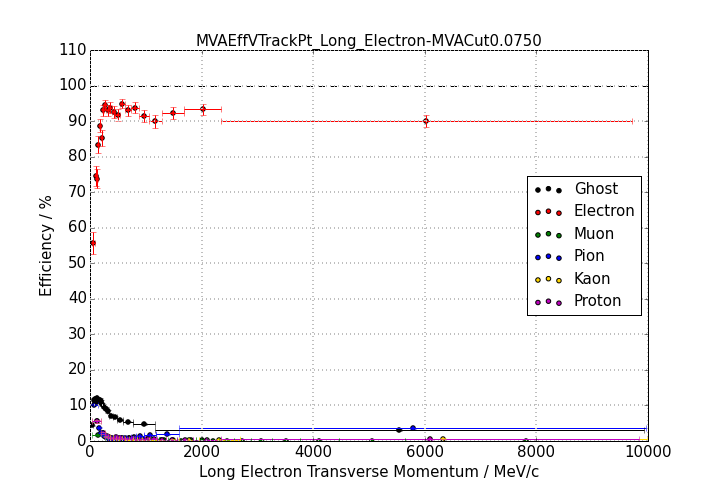 MVAEffVTrackPt_Long_Electron-MVACut0.0750
110
100
90
80
70
60
50
40
30
20
10
0
Efficiency / %
Ghost
Electron
Muon
Pion
Kaon
Proton
0 2000 4000 6000 8000 10000
Long Electron Transverse Momentum / MeV/c